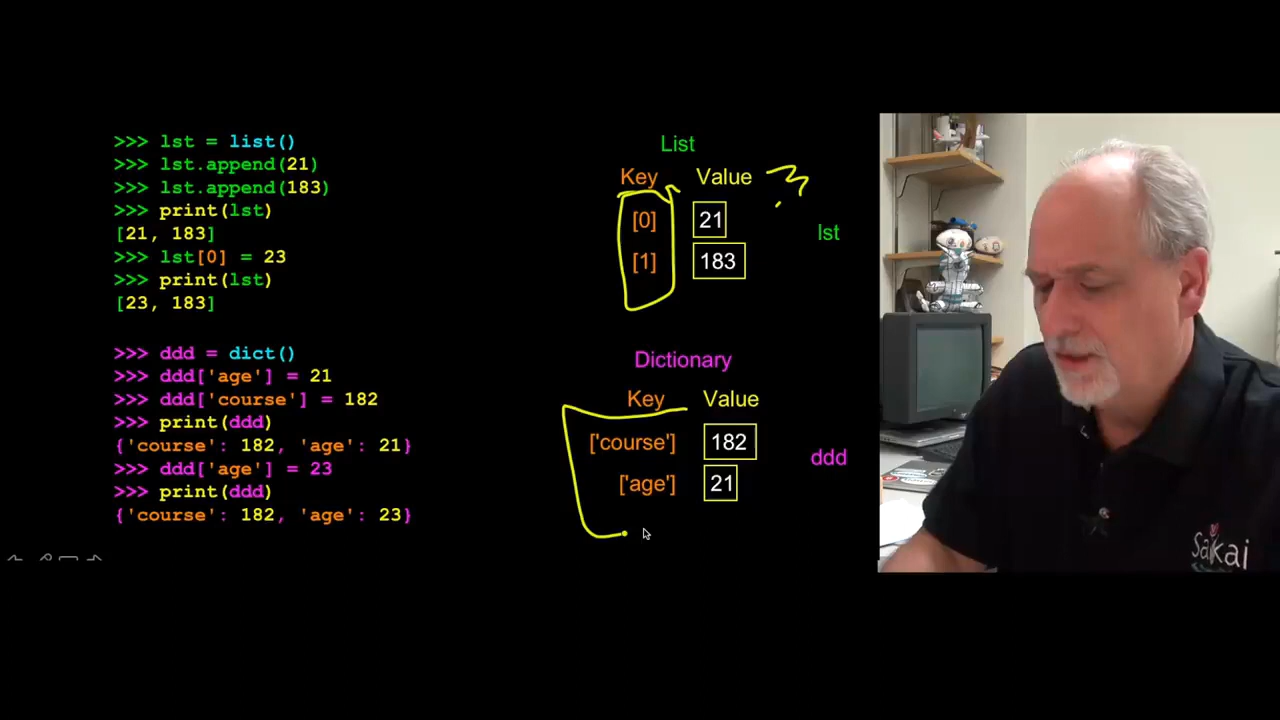 >>> lst = list()
>>> lst.append(21)
>>> lst.append(183)
>>> print(lst)
[21, 183]
>>> lst[0] = 23
>>> print(lst)
[23, 183]
>>> ddd = dict()
>>> ddd['age'] = 21
>>> ddd['course'] = 182
>>> print(ddd)
{'course': 182, 'age': 21}
>>> ddd['age'] = 23
>>> print(ddd)
{'course': 182, 'age': 23}
List
Key Value
[0] 21
[1] 183
lst
Dictionary
Key Value
['course'] 182
['age'] 21
ddd
Sakai